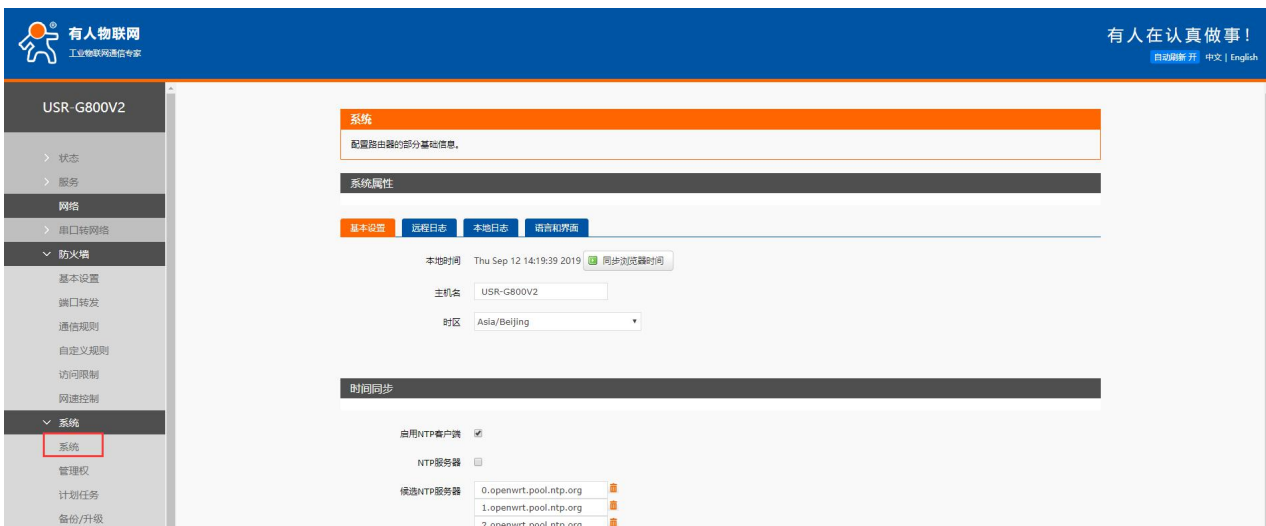 有人物联网
工业物联网通信专家
有人在认真做事!
自动刷新 开 中文 | English
USR-G800V2
状态
服务
网络
串口转网络
防火墙
基本设置
端口转发
通信规则
自定义规则
访问限制
网速控制
系统
系统
管理权
计划任务
备份/升级
系统
配置路由器的部分基础信息。
系统属性
基本设置 远程日志 本地日志 语言和界面
本地时间 Thu Sep 12 14:19:39 2019 同步浏览器时间
主机名 USR-G800V2
时区 Asia/Beijing
时间同步
启用NTP客户端
NTP服务器
候选NTP服务器 0.openwrt.pool.ntp.org
1.openwrt.pool.ntp.org
2.openwrt.pool.ntp.org